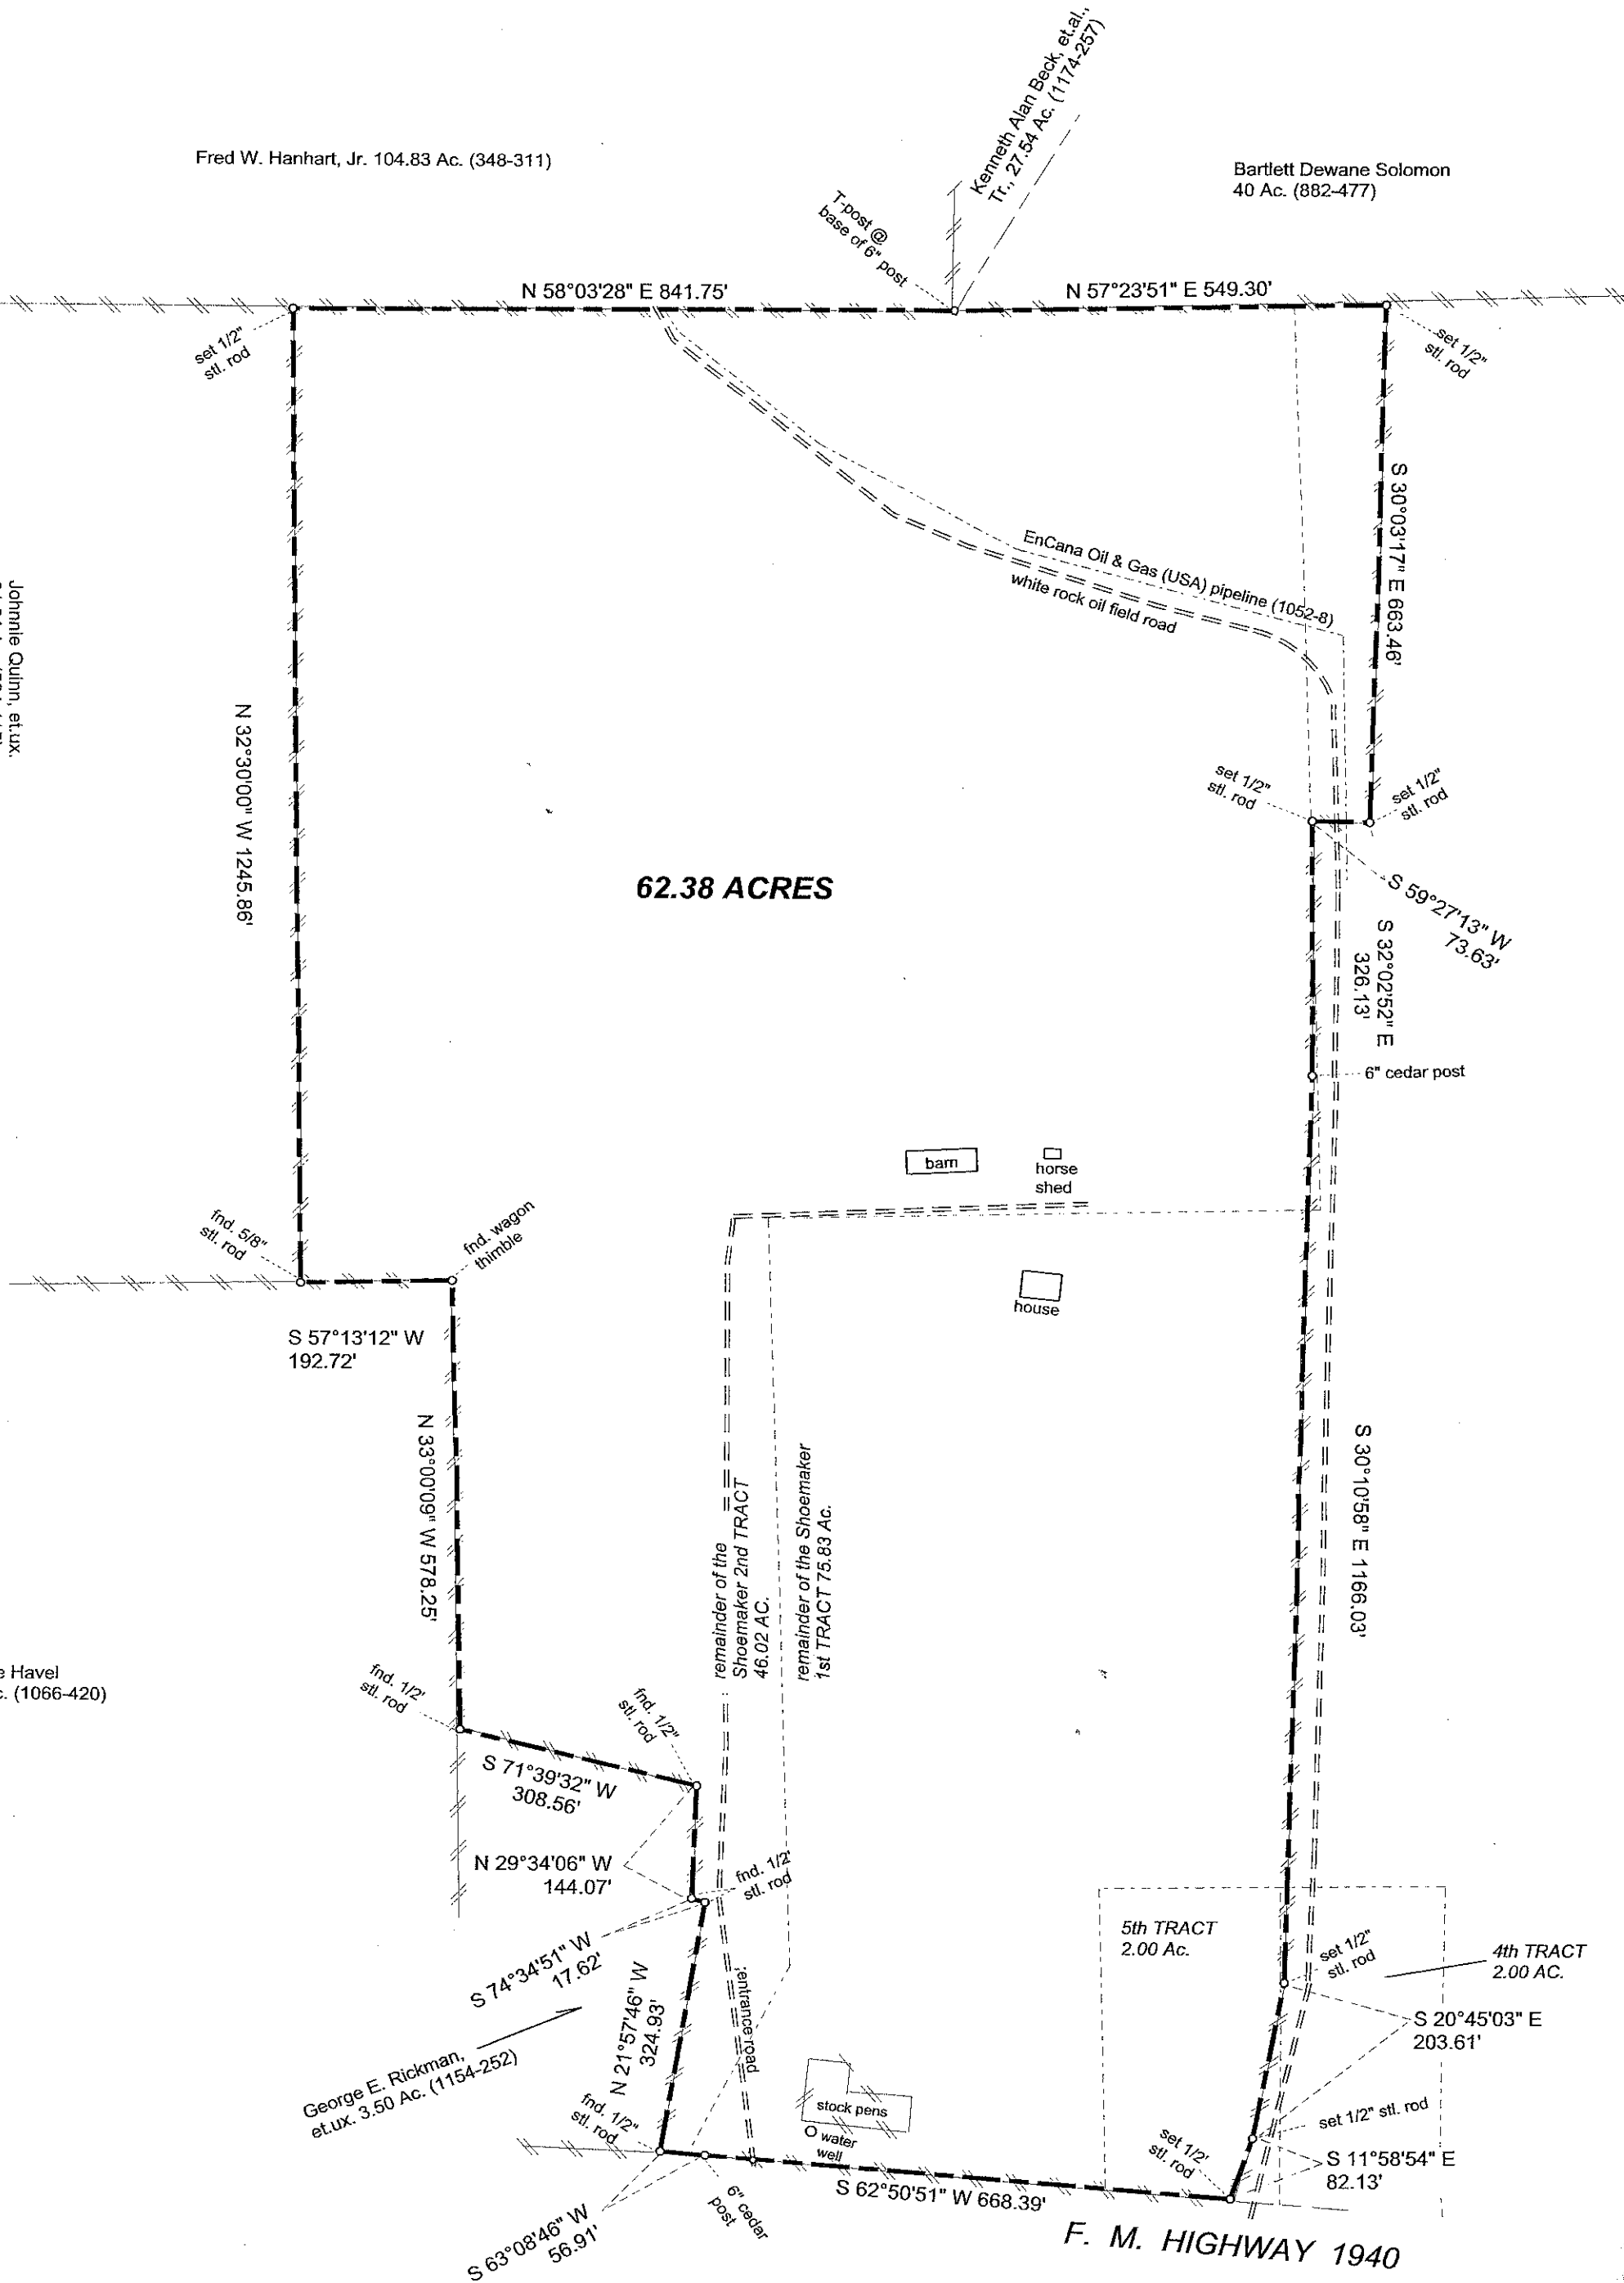 Kenneth Alan Beck, et.al.,
Tr., 27.54 Ac. (1174-257)
Fred W. Hanhart, Jr. 104.83 Ac. (348-311)
Bartlett Dewane Solomon
40 Ac. (882-477)
T-post @
base of 6" post
N 58°03'28" E 841.75'
N 57°23'51" E 549.30'
set 1/2"
stl. rod
set 1/2"
stl. rod
S 30°03'17" E 663.46'
EnCana Oil & Gas (USA) pipeline (1052-8)
white rock oil field road
Johnnie Quinn, et.ux.
N 32°30'00" W 1245.86'
set 1/2"
stl. rod
set 1/2"
stl. rod
62.38 ACRES
S 59°27'13" W
73.63'
S 32°02'52" E
326.13'
6" cedar post
barn
horse
shed
fnd. 5/8"
stl. rod
fnd. wagon
thimble
house
S 57°13'12" W
192.72'
N 33°00'09" W 578.25'
remainder of the
Shoemaker 2nd TRACT
46.02 AC.
remainder of the Shoemaker
1st TRACT 75.83 Ac.
S 30°10'58" E 1166.03'
Havel
(1066-420)
fnd. 1/2'
stl. rod
fnd. 1/2"
stl. rod
S 71°39'32" W
308.56'
N 29°34'06" W
144.07'
fnd. 1/2'
stl. rod
S 74°34'51" W
17.62'
5th TRACT
2.00 Ac.
set 1/2"
stl. rod
4th TRACT
2.00 AC.
N 21°57'46" W
324.93'
entrance road
S 20°45'03" E
203.61'
George E. Rickman,
et.ux. 3.50 Ac. (1154-252)
fnd. 1/2"
stl. rod
stock pens
water
well
set 1/2'
stl. rod
set 1/2" stl. rod
S 11°58'54" E
82.13'
S 62°50'51" W 668.39'
6" cedar
post
S 63°08'46" W
56.91'
F. M. HIGHWAY 1940